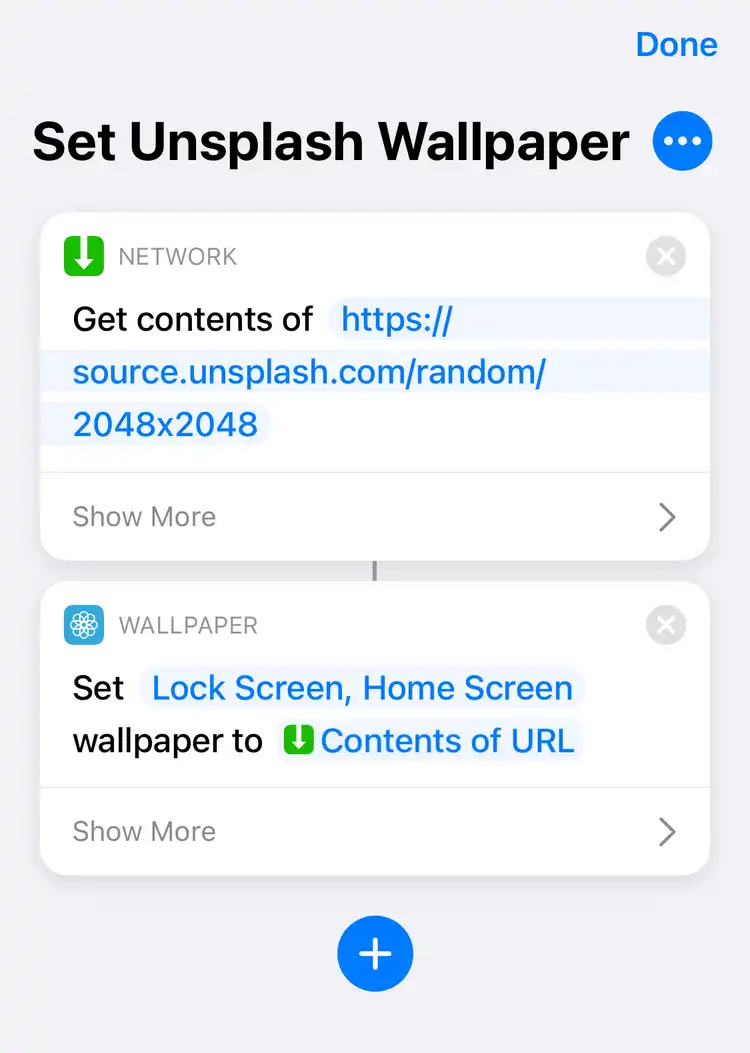 Done
Set Unsplash Wallpaper
NETWORK
Get contents of https://
source.unsplash.com/random/
2048x2048
Show More
WALLPAPER
Set Lock Screen, Home Screen
wallpaper to Contents of URL
Show More